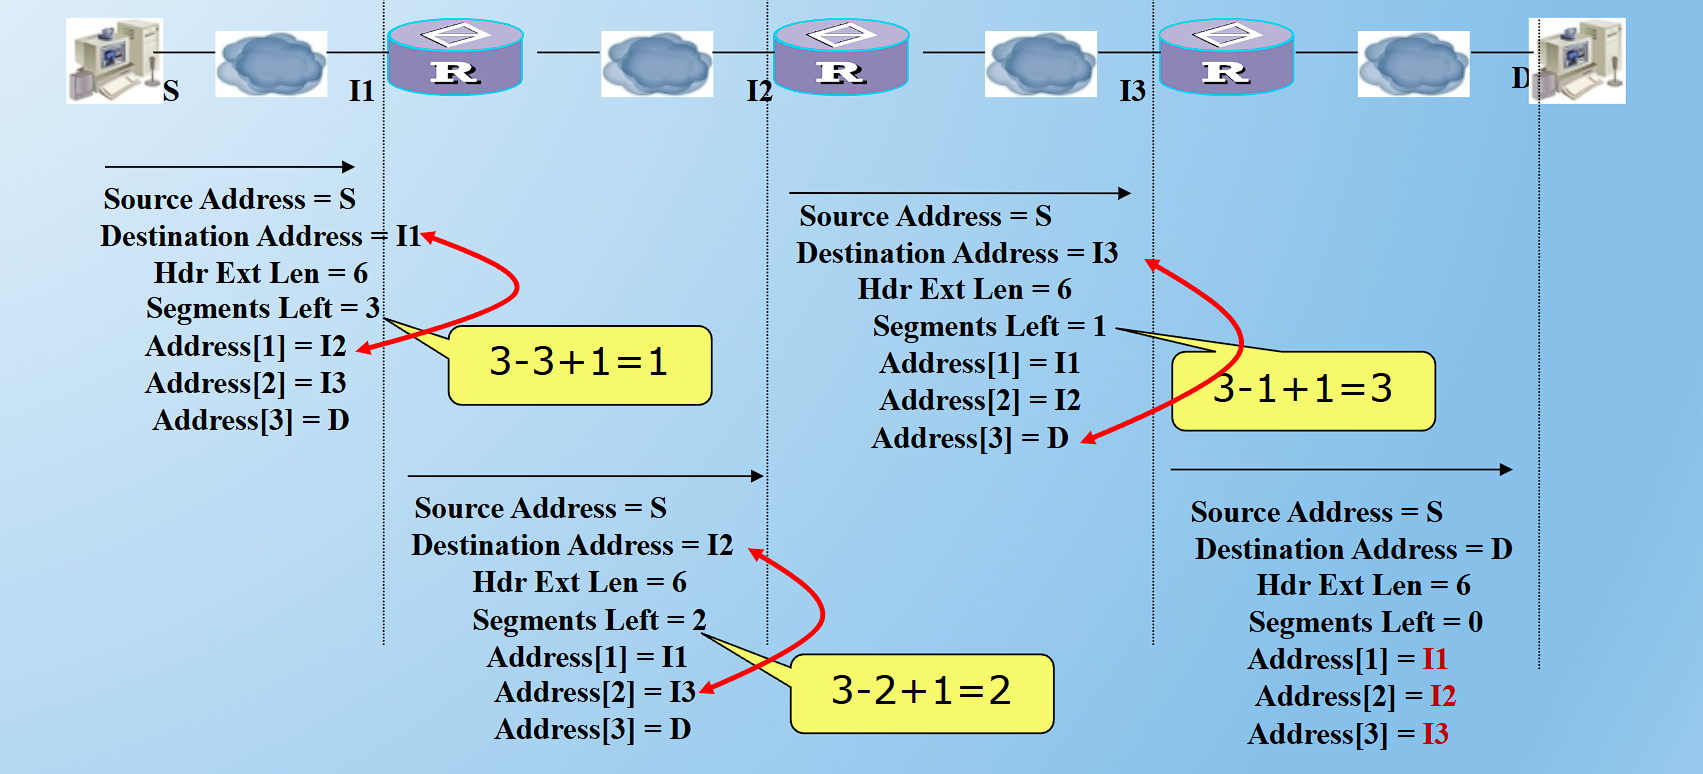 S
I1
R
I2
R
I3
R
D
Source Address = S
Destination Address = I1
Hdr Ext Len = 6
Segments Left = 3
Address[1] = I2
Address[2] = I3
Address[3] = D
3-3+1=1
Source Address = S
Destination Address = I2
Hdr Ext Len = 6
Segments Left = 2
Address[1] = I1
Address[2] = I3
Address[3] = D
3-2+1=2
Source Address = S
Destination Address = I3
Hdr Ext Len = 6
Segments Left = 1
Address[1] = I1
Address[2] = I2
Address[3] = D
3-1+1=3
Source Address = S
Destination Address = D
Hdr Ext Len = 6
Segments Left = 0
Address[1] = I1
Address[2] = I2
Address[3] = I3